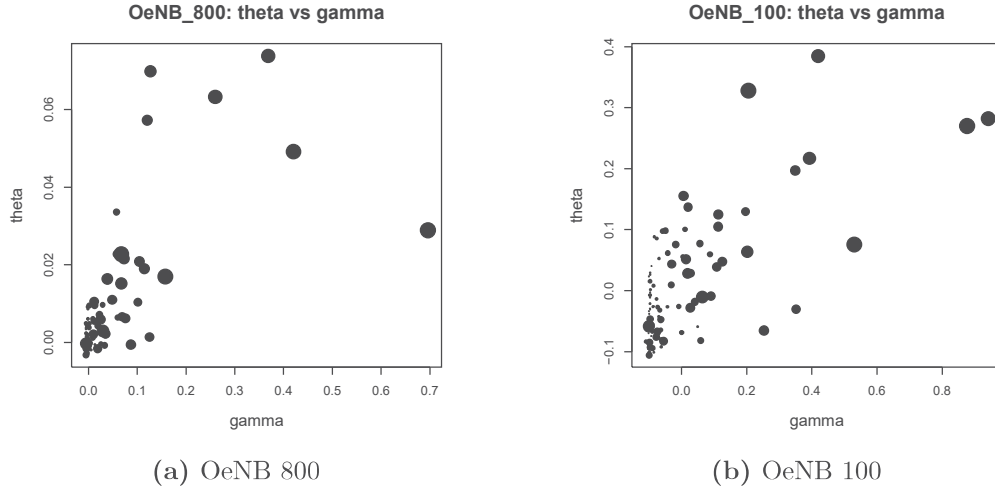 OeNB_800: theta vs gamma
theta
0.00
0.02
0.04
0.06
0.0 0.1 0.2 0.3 0.4 0.5 0.6 0.7
gamma
(a) OeNB 800
OeNB_100: theta vs gamma
theta
−0.1
0.0
0.1
0.2
0.3
0.4
0.0 0.2 0.4 0.6 0.8
gamma
(b) OeNB 100